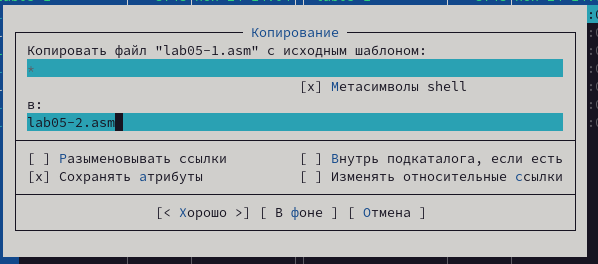 Копирование
Копировать файл "lab05-1.asm" с исходным шаблоном:
*
[x] Метасимволы shell
в:
lab05-2.asm
[ ] Разыменовывать ссылки [ ] Внутрь подкаталога, если есть
[x] Сохранять атрибуты [ ] Изменять относительные ссылки
[< Хорошо >] [ В фоне ] [ Отмена ]